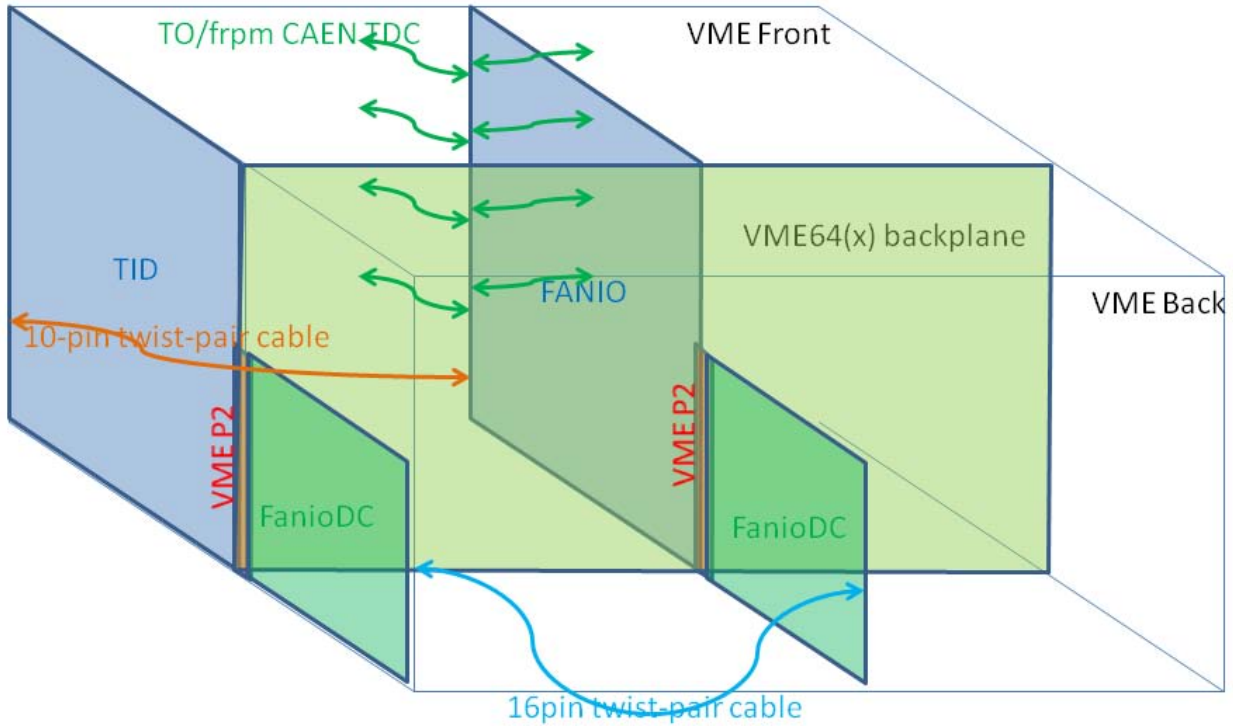 TO/frpm CAEN TDC
VME Front
VME64(x) backplane
TID
FANIO
VME Back
10-pin twist-pair cable
VME P2
VME P2
FanioDC
FanioDC
16pin twist-pair cable